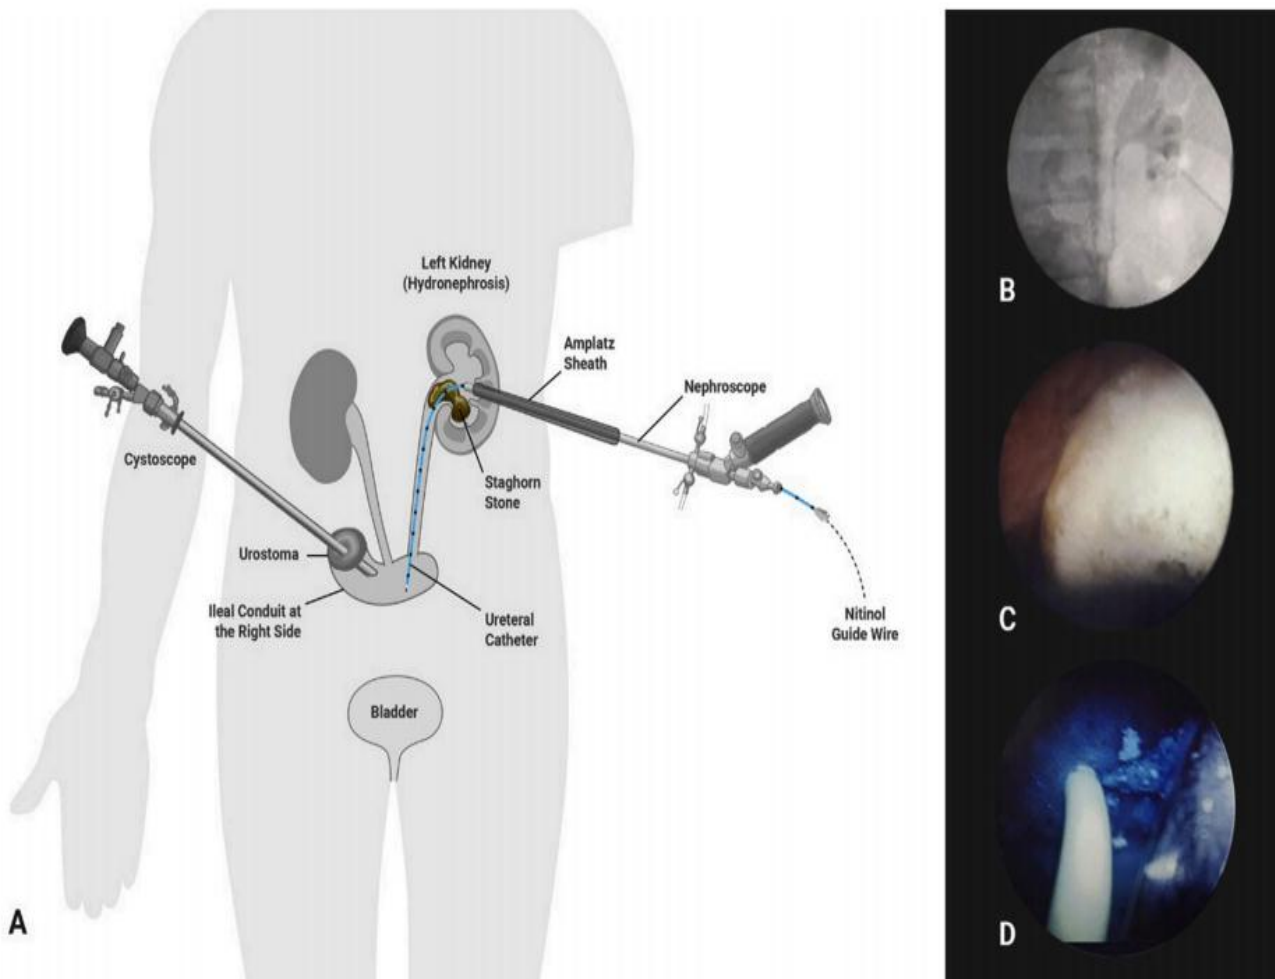 Left Kidney
(Hydronephrosis)
Amplatz
Sheath
Nephroscope
Cystoscope
Staghorn
Stone
Urostoma
Ileal Conduit at
the Right Side
Ureteral
Catheter
Nitinol
Guide Wire
Bladder
A
B
C
D